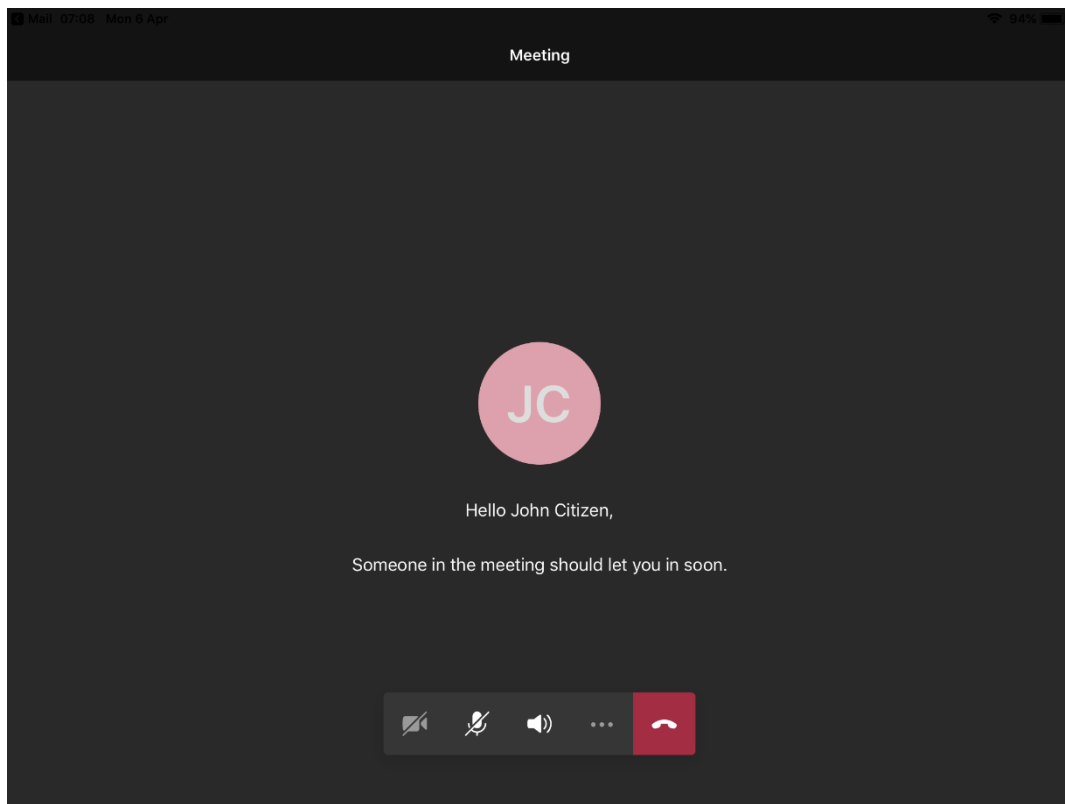 Mail 07:08 Mon 6 Apr 94%
Meeting
JC
Hello John Citizen,
Someone in the meeting should let you in soon.